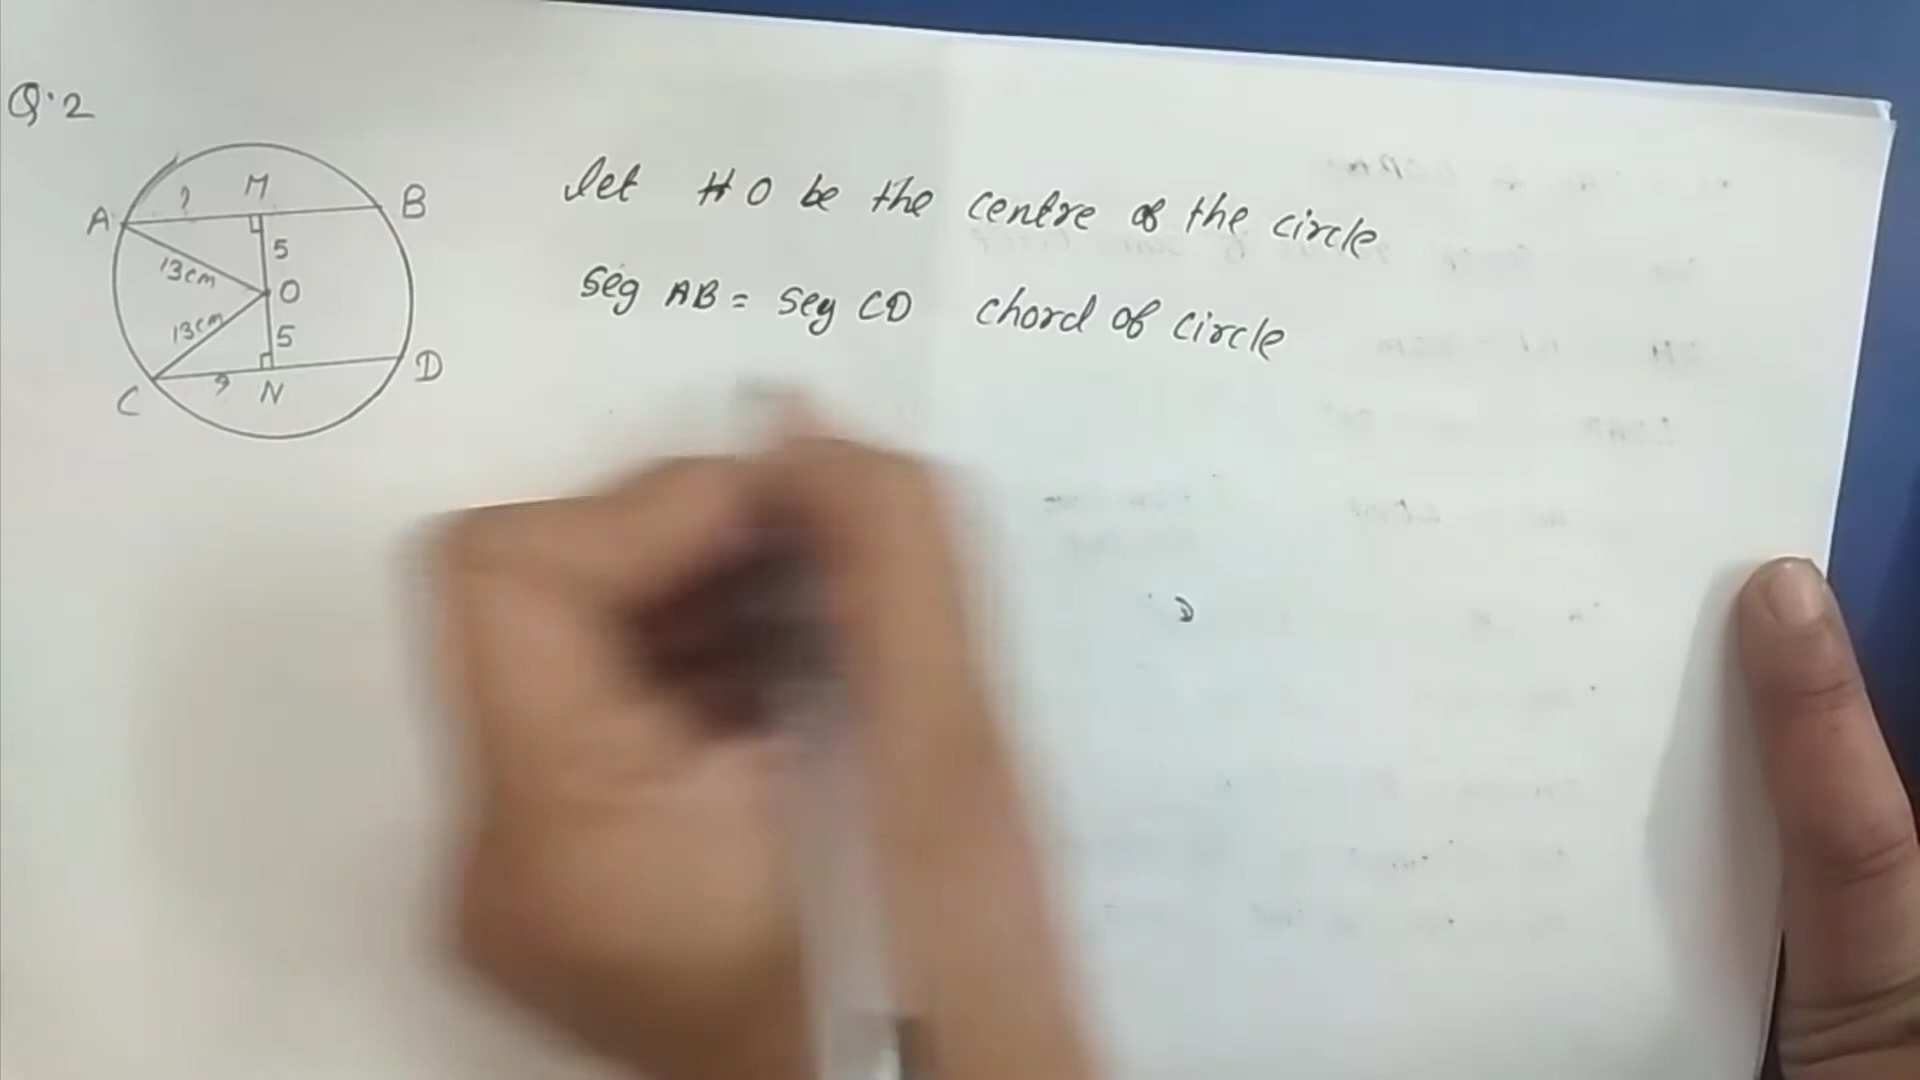 Q.2
A ? M B
5
13cm O
13cm 5
C ? N D
let O be the centre of the circle
seg AB = seg CD chord of circle